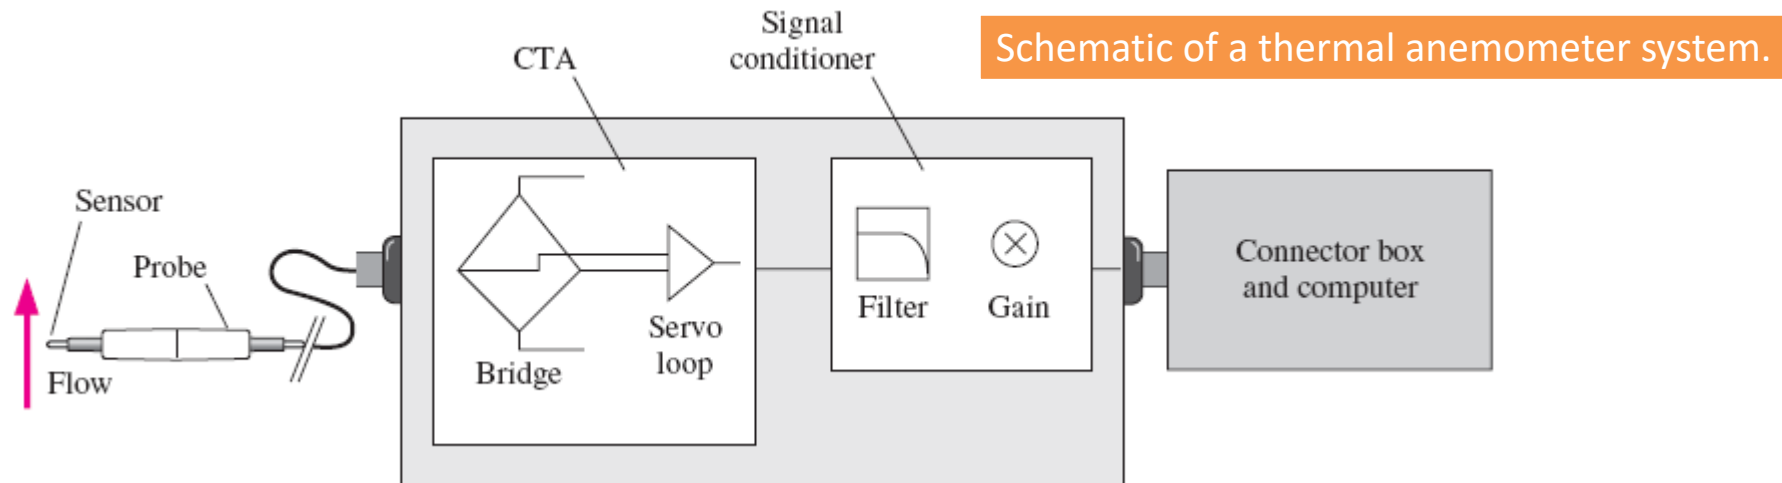 Schematic of a thermal anemometer system.
CTA
Signal
conditioner
Sensor
Probe
Flow
Bridge
Servo
loop
Filter
Gain
Connector box
and computer